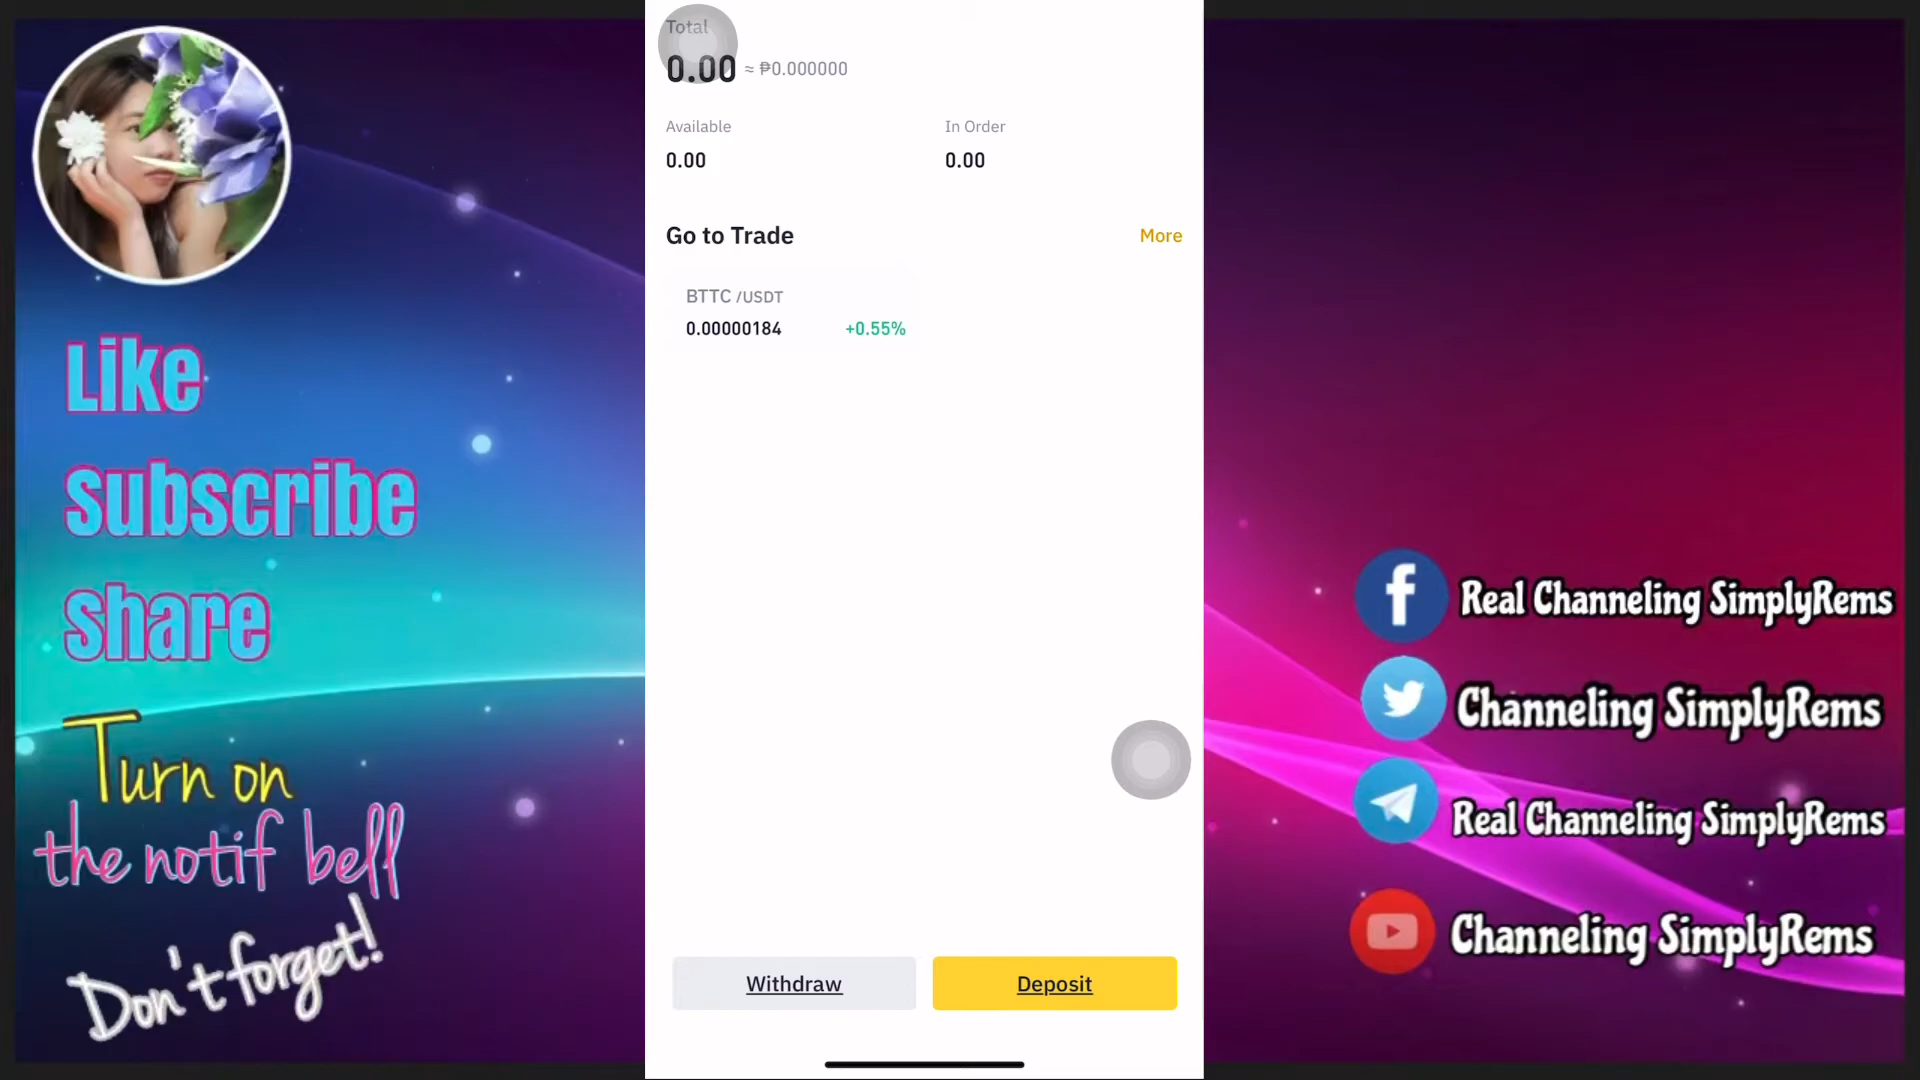 Like
Subscribe
share
Turn on
the notif bell
Don't forget!
Total
0.00 ≈ ₱0.000000
Available
In Order
0.00
0.00
Go to Trade
More
BTTC /USDT
0.00000184
+0.55%
Withdraw
Deposit
Real Channeling SimplyRems
Channeling SimplyRems
Real Channeling SimplyRems
Channeling SimplyRems